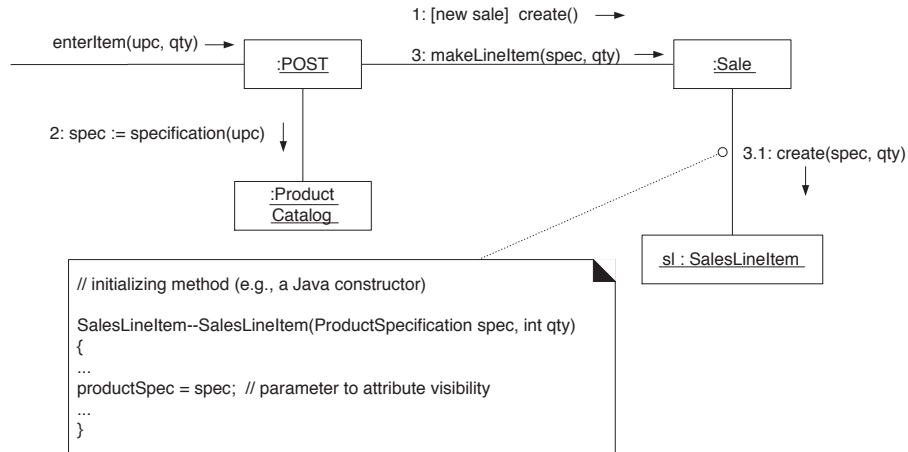 1: [new sale] create()
enterItem(upc, qty)
:POST
3: makeLineItem(spec, qty)
:Sale
2: spec := specification(upc)
3.1: create(spec, qty)
:Product
Catalog
sl : SalesLineItem
// initializing method (e.g., a Java constructor)
SalesLineItem--SalesLineItem(ProductSpecification spec, int qty)
{
...
productSpec = spec;  // parameter to attribute visibility
...
}